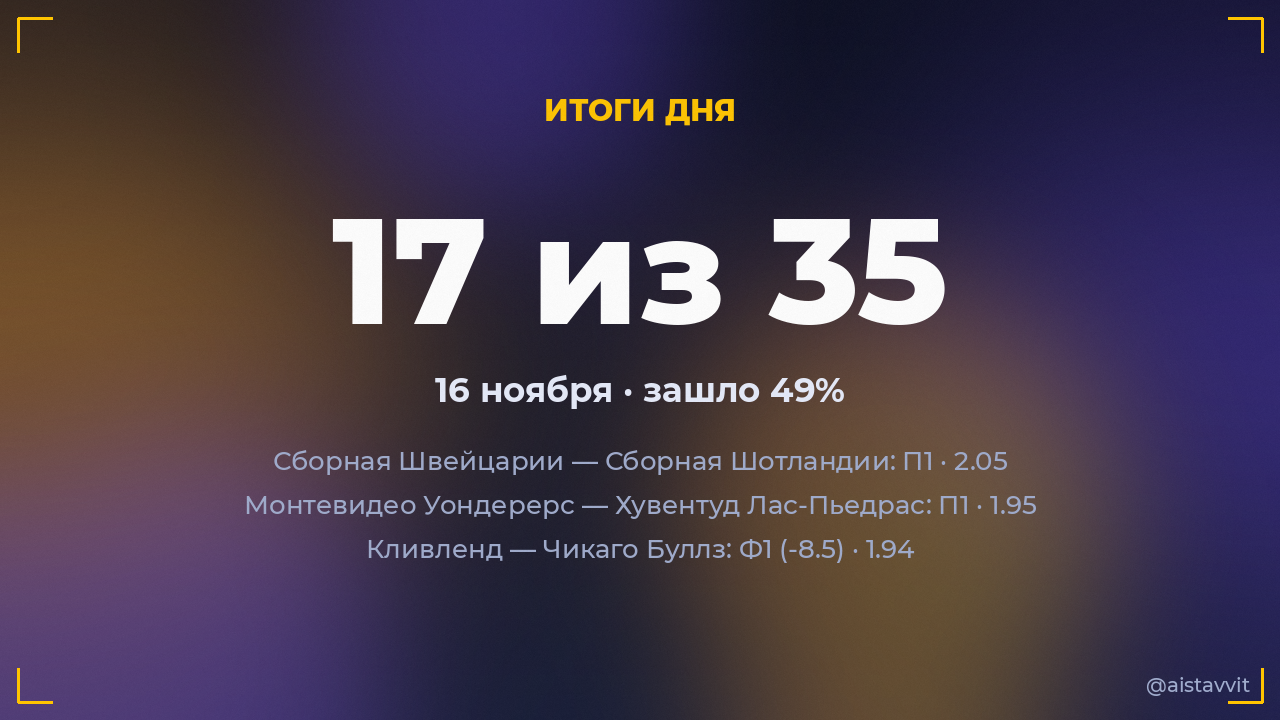 ИТОГИ ДНЯ
17 из 35
16 ноября · зашло 49%
Сборная Швейцарии — Сборная Шотландии: П1 · 2.05
Монтевидео Уондерерс — Хувентуд Лас-Пьедрас: П1 · 1.95
Кливленд — Чикаго Буллз: Ф1 (-8.5) · 1.94
@aistavvit